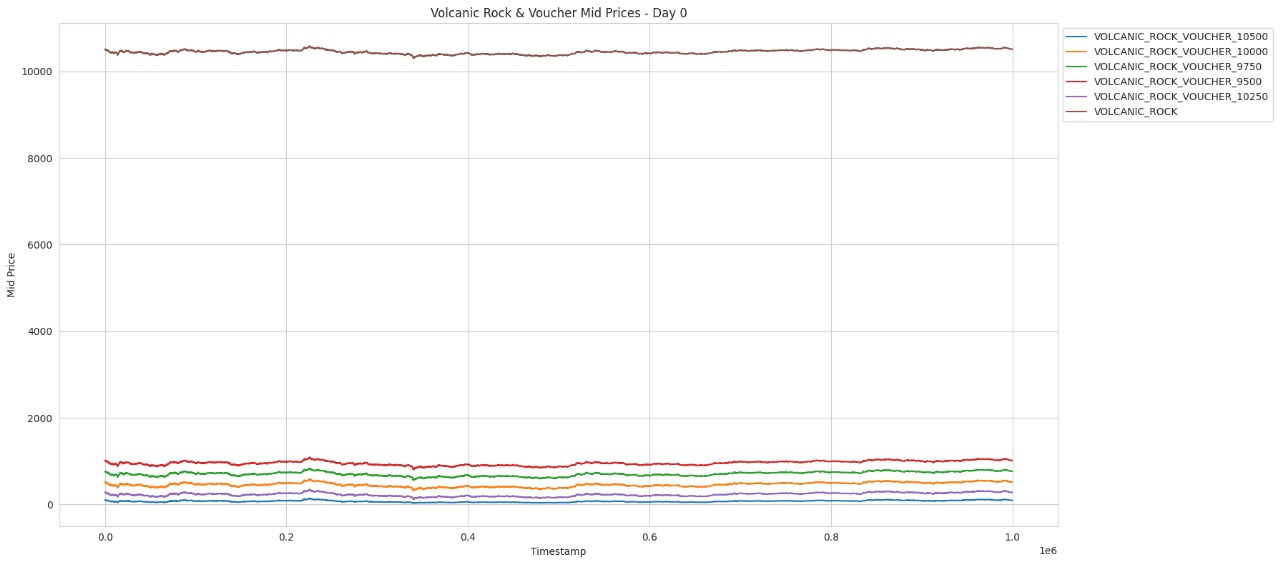 Volcanic Rock & Voucher Mid Prices - Day 0
VOLCANIC_ROCK_VOUCHER_10500
VOLCANIC_ROCK_VOUCHER_10000
VOLCANIC_ROCK_VOUCHER_9750
VOLCANIC_ROCK_VOUCHER_9500
VOLCANIC_ROCK_VOUCHER_10250
VOLCANIC_ROCK
Mid Price
10000
8000
6000
4000
2000
0
0.0 0.2 0.4 0.6 0.8 1.0
1e6
Timestamp